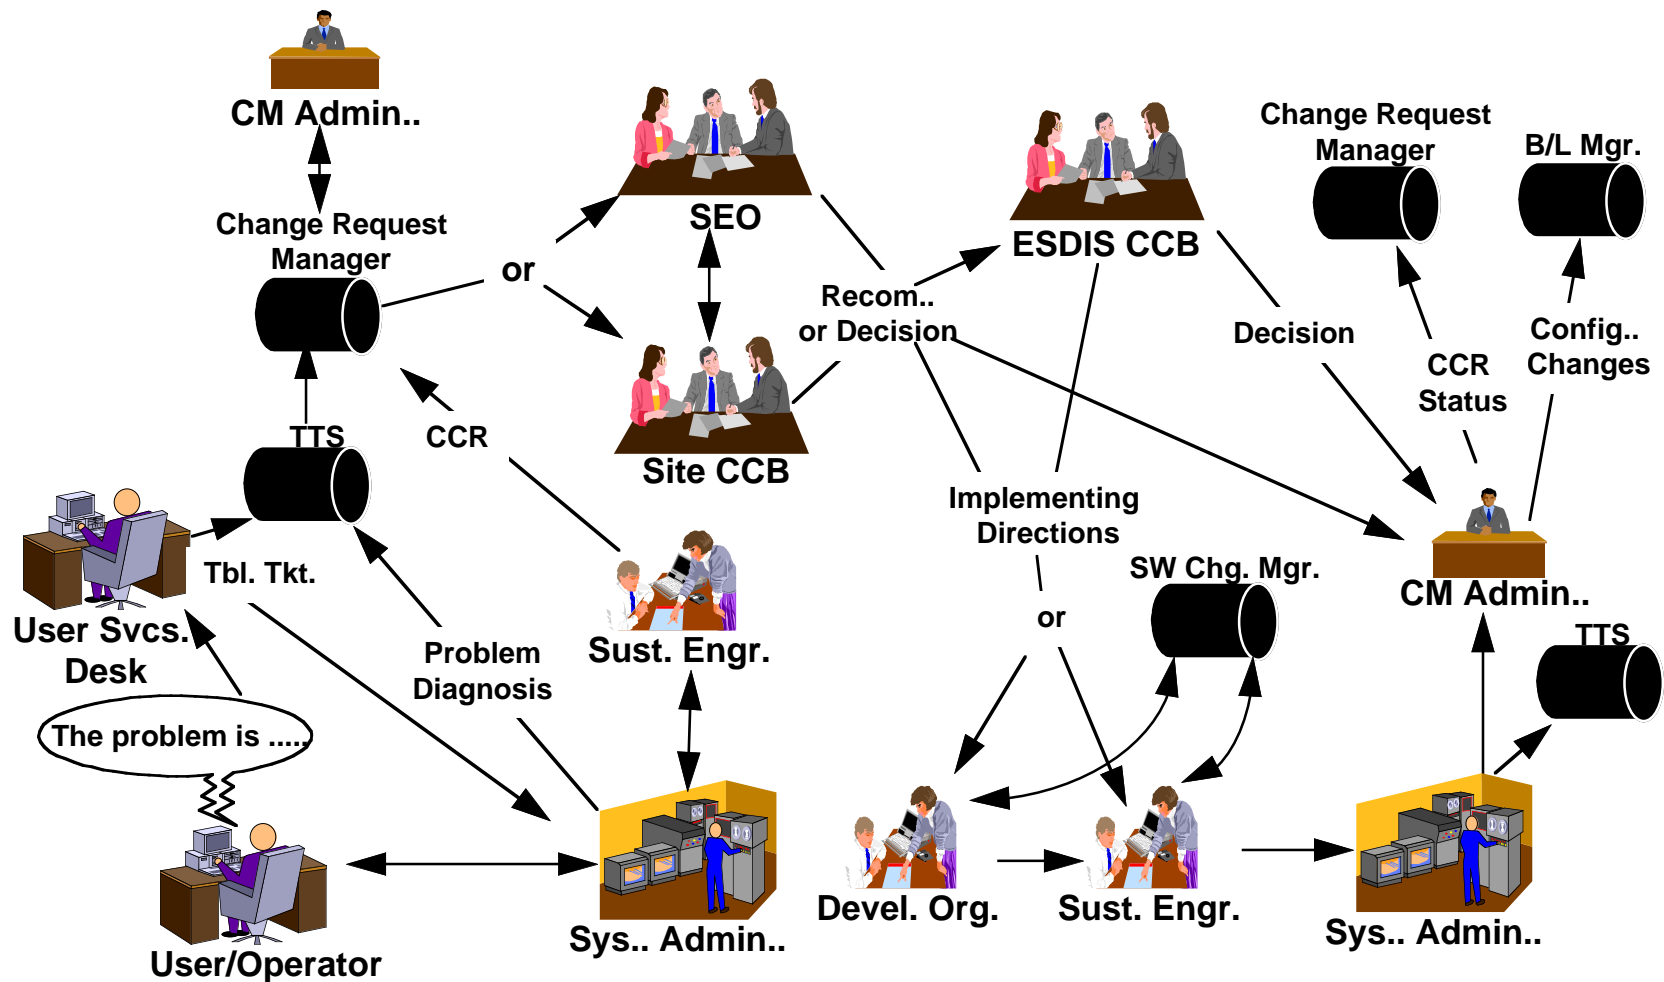 CM Admin..
Change Request
Manager
or
SEO
Site CCB
Recom..
or Decision
ESDIS CCB
Decision
Change Request
Manager
B/L Mgr.
CCR
Status
Config..
Changes
TTS
CCR
User Svcs.
Desk
Tbl. Tkt.
The problem is .....
User/Operator
Problem
Diagnosis
Sust. Engr.
Sys.. Admin..
Implementing
Directions
or
SW Chg. Mgr.
Devel. Org.
Sust. Engr.
CM Admin..
TTS
Sys.. Admin..